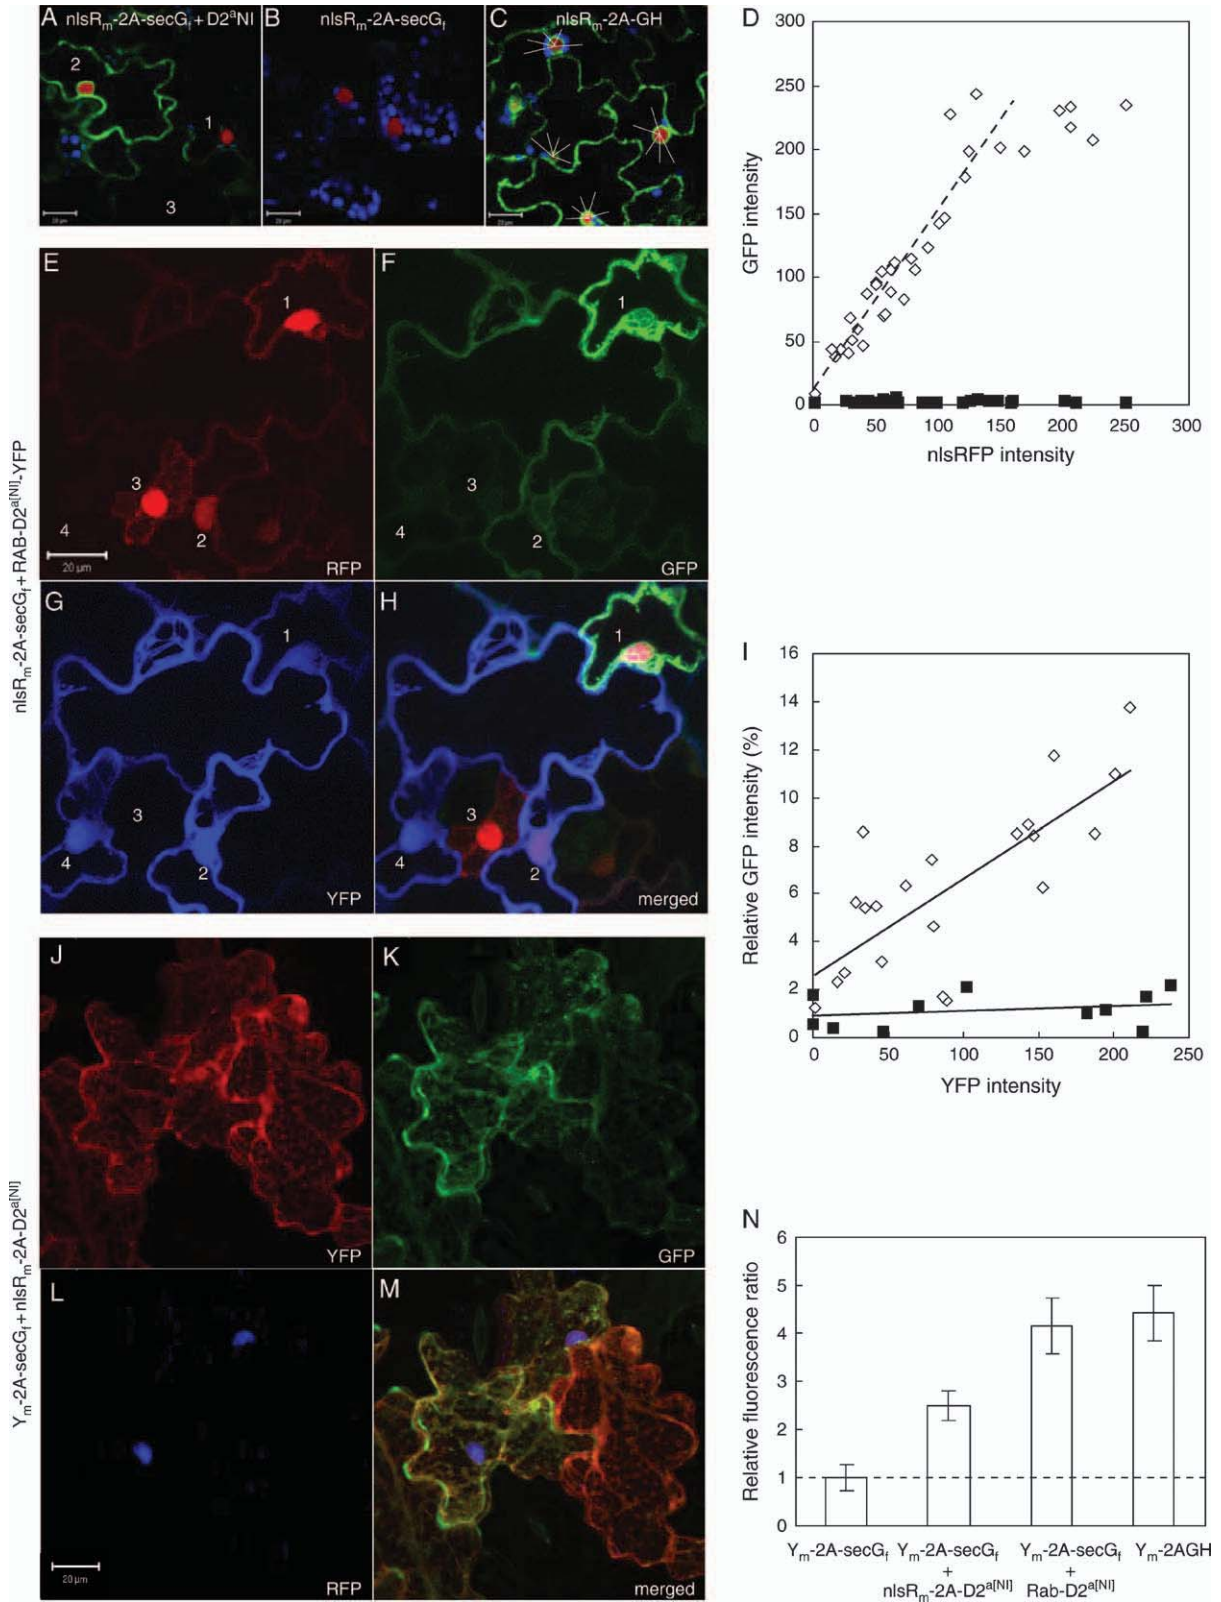 A nlsRm-2A-secGf + D2aNI
2
1
3
20 µm
B nlsRm-2A-secGf
20 µm
C nlsRm-2A-GH
20 µm
D
GFP intensity
300
250
200
150
100
50
0
0 50 100 150 200 250 300
nlsRFP intensity
nlsRm-2A-secGf + RAB-D2a[NI]-YFP
E
1
3
4
2
20 µm
RFP
F
1
3
4
2
GFP
G
1
3
4
2
YFP
H
1
3
4
2
merged
I
Relative GFP intensity (%)
16
14
12
10
8
6
4
2
0
0 50 100 150 200 250
YFP intensity
Ym-2A-secGf + nlsRm-2A-D2a[NI]
J
YFP
K
GFP
L
20 µm
RFP
M
merged
N
Relative fluorescence ratio
6
5
4
3
2
1
0
Ym-2A-secGf
Ym-2A-secGf
+
nlsRm-2A-D2a[NI]
Ym-2A-secGf
+
Rab-D2a[NI]
Ym-2AGH